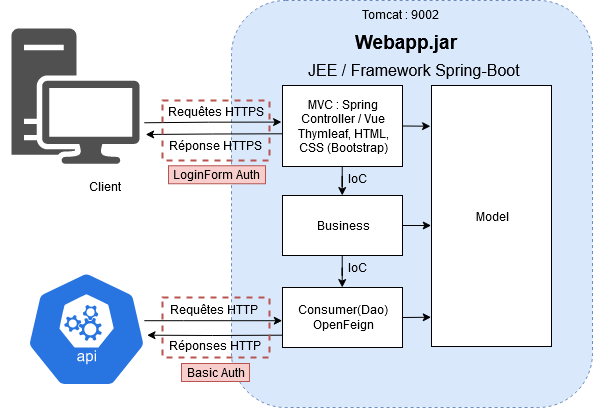 Tomcat : 9002
Webapp.jar
JEE / Framework Spring-Boot
Requêtes HTTPS
Réponse HTTPS
LoginForm Auth
Client
MVC : Spring
Controller / Vue
Thymleaf, HTML,
CSS (Bootstrap)
IoC
Business
Model
IoC
Requêtes HTTP
Réponses HTTP
Basic Auth
api
Consumer(Dao)
OpenFeign